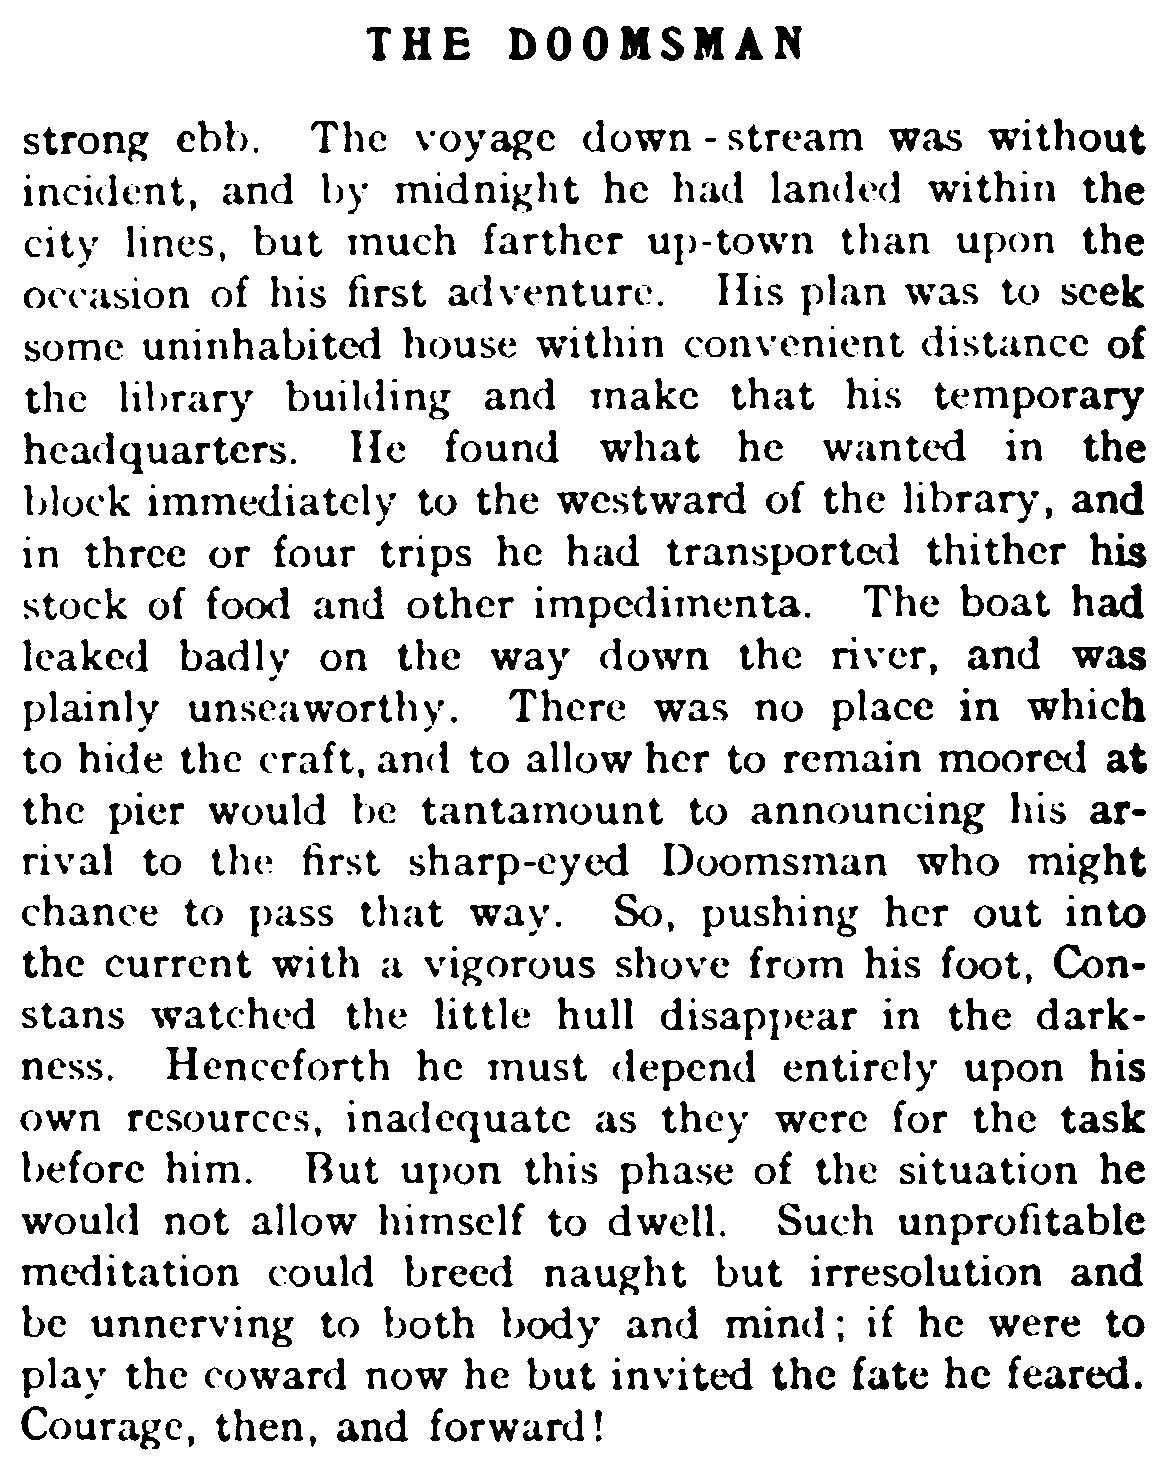 THE DOOMSMAN
strong ebb. The voyage down-stream was without
incident, and by midnight he had landed within the
city lines, but much farther up-town than upon the
occasion of his first adventure. His plan was to seek
some uninhabited house within convenient distance of
the library building and make that his temporary
headquarters. He found what he wanted in the
block immediately to the westward of the library, and
in three or four trips he had transported thither his
stock of food and other impedimenta. The boat had
leaked badly on the way down the river, and was
plainly unseaworthy. There was no place in which
to hide the craft, and to allow her to remain moored at
the pier would be tantamount to announcing his ar-
rival to the first sharp-eyed Doomsman who might
chance to pass that way. So, pushing her out into
the current with a vigorous shove from his foot, Con-
stans watched the little hull disappear in the dark-
ness. Henceforth he must depend entirely upon his
own resources, inadequate as they were for the task
before him. But upon this phase of the situation he
would not allow himself to dwell. Such unprofitable
meditation could breed naught but irresolution and
be unnerving to both body and mind; if he were to
play the coward now he but invited the fate he feared.
Courage, then, and forward!